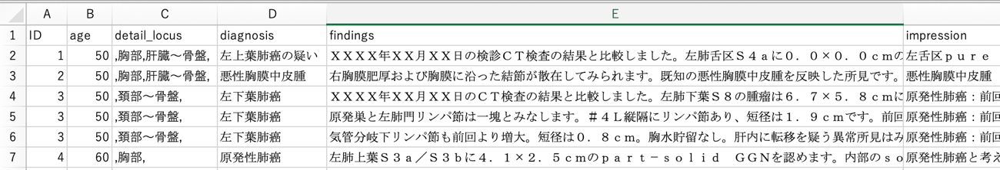 A B C D E
1 ID age detail_locus diagnosis findings impression
2 1 50 ,胸部,肝臓～骨盤, 左上葉肺癌の疑い ＸＸＸＸ年ＸＸ月ＸＸ日の検診ＣＴ検査の結果と比較しました。左肺舌区Ｓ４ａに０．０×０．０ｃｍの 左舌区ｐｕｒｅ
3 2 50 ,胸部,肝臓～骨盤, 悪性胸膜中皮腫 右胸膜肥厚および胸膜に沿った結節が散在してみられます。既知の悪性胸膜中皮腫を反映した所見です。 悪性胸膜中皮腫
4 3 50 ,頚部～骨盤, 左下葉肺癌 ＸＸＸＸ年ＸＸ月ＸＸ日のＣＴ検査の結果と比較しました。左肺下葉Ｓ８の腫瘤は６．７×５．８ｃｍに 原発性肺癌：前回
5 3 50 ,頚部～骨盤, 左下葉肺癌 原発巣と左肺門リンパ節は一塊とみなします。＃４Ｌ縦隔にリンパ節あり、短径は１．９ｃｍです。前回 原発性肺癌：前回
6 3 50 ,頚部～骨盤, 左下葉肺癌 気管分岐下リンパ節も前回より増大。短径は０．８ｃｍ。胸水貯留なし。肝内に転移を疑う異常所見はみ 原発性肺癌：前回
7 4 60 ,胸部, 原発性肺癌 左肺上葉Ｓ３ａ／Ｓ３ｂに４．１×２．５ｃｍのｐａｒｔ－ｓｏｌｉｄ　ＧＧＮを認めます。内部のｓｏ 原発性肺癌と考え